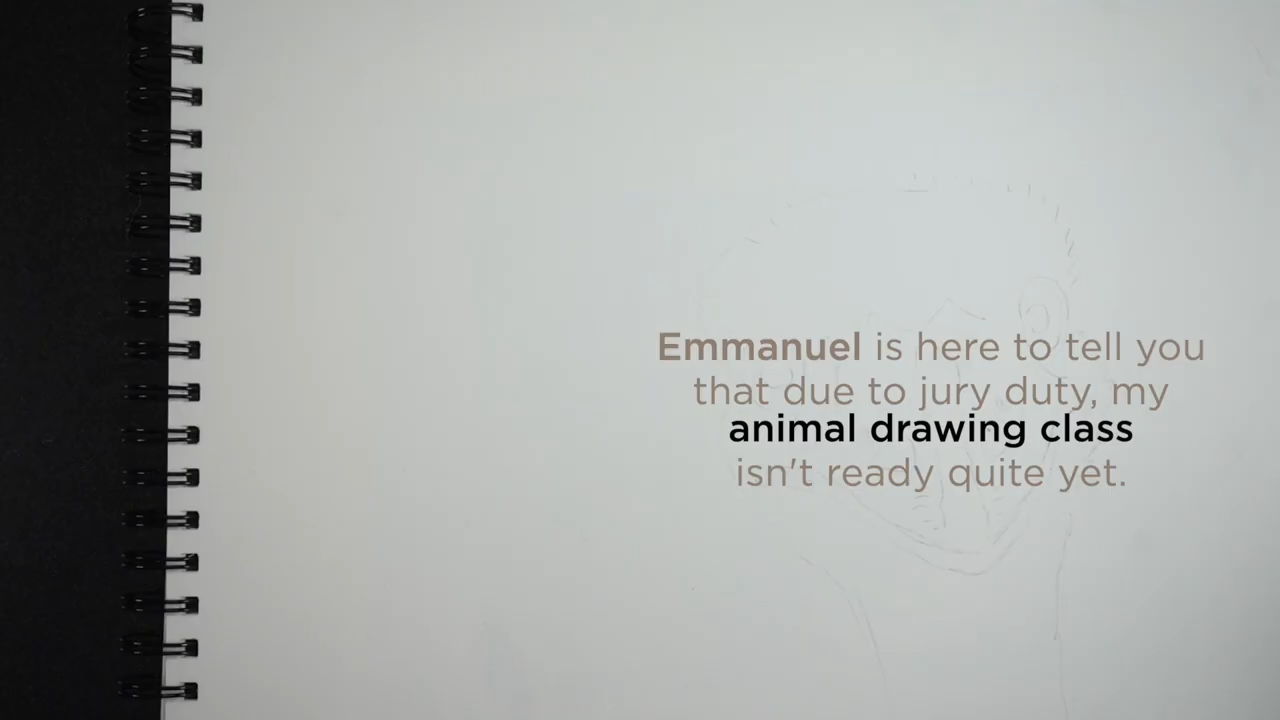 Emmanuel is here to tell you
that due to jury duty, my
animal drawing class
isn't ready quite yet.